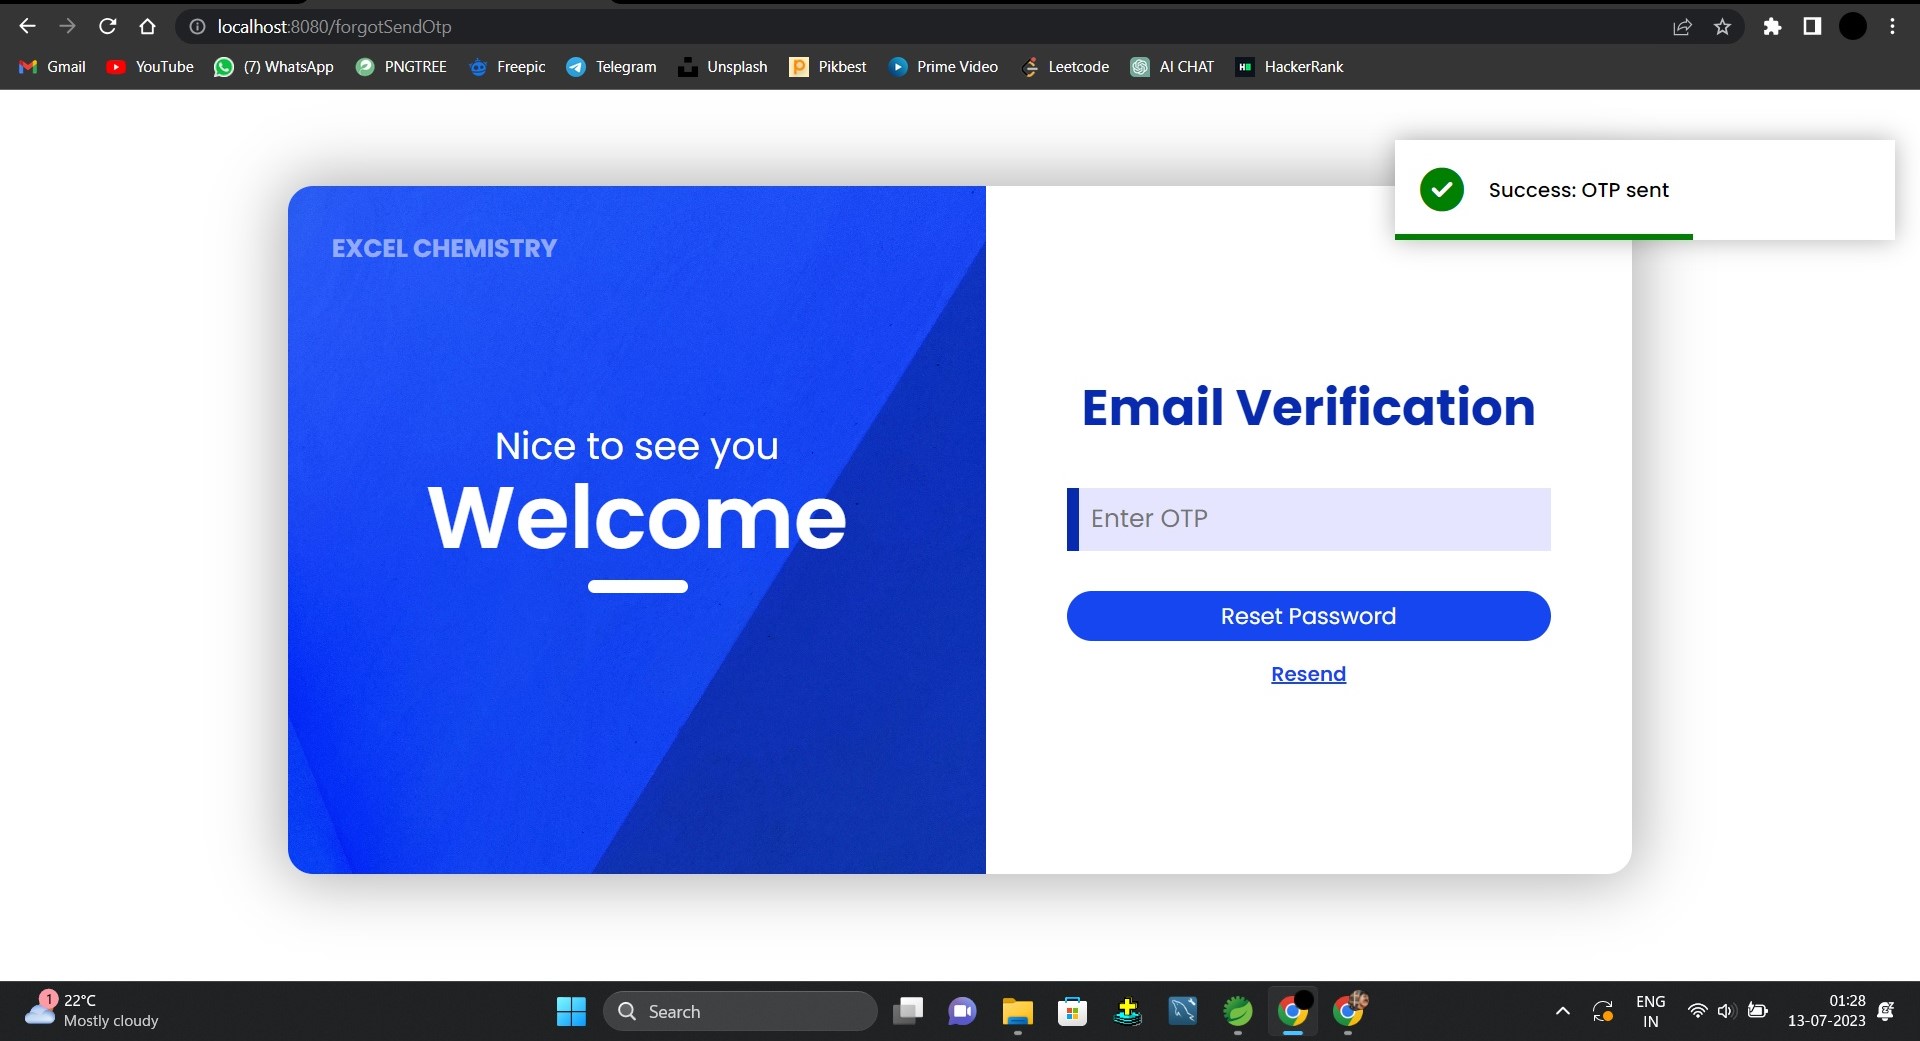 localhost:8080/forgotSendOtp
Gmail YouTube (7) WhatsApp PNGTREE Freepic Telegram Unsplash Pikbest Prime Video Leetcode AI CHAT HackerRank
Success: OTP sent
EXCEL CHEMISTRY
Nice to see you
Welcome
Email Verification
Enter OTP
Reset Password
Resend
1
22°C
Mostly cloudy
Search
ENG
IN
01:28
13-07-2023